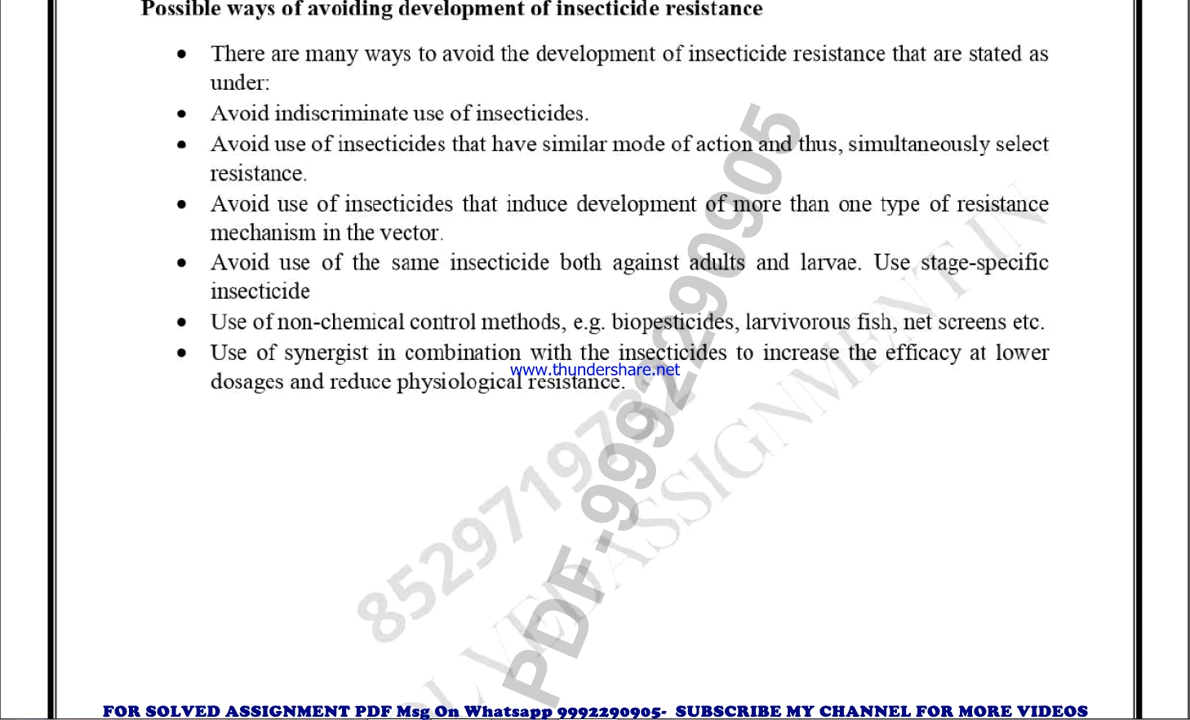 Possible ways of avoiding development of insecticide resistance
• There are many ways to avoid the development of insecticide resistance that are stated as
under:
• Avoid indiscriminate use of insecticides.
• Avoid use of insecticides that have similar mode of action and thus, simultaneously select
resistance.
• Avoid use of insecticides that induce development of more than one type of resistance
mechanism in the vector.
• Avoid use of the same insecticide both against adults and larvae. Use stage-specific
insecticide
• Use of non-chemical control methods, e.g. biopesticides, larvivorous fish, net screens etc.
• Use of synergist in combination with the insecticides to increase the efficacy at lower
www.thundershare.net
dosages and reduce physiological resistance.
PDF-9992290905
ASSIGNMENT IN
FOR SOLVED ASSIGNMENT PDF Msg On Whatsapp 9992290905- SUBSCRIBE MY CHANNEL FOR MORE VIDEOS